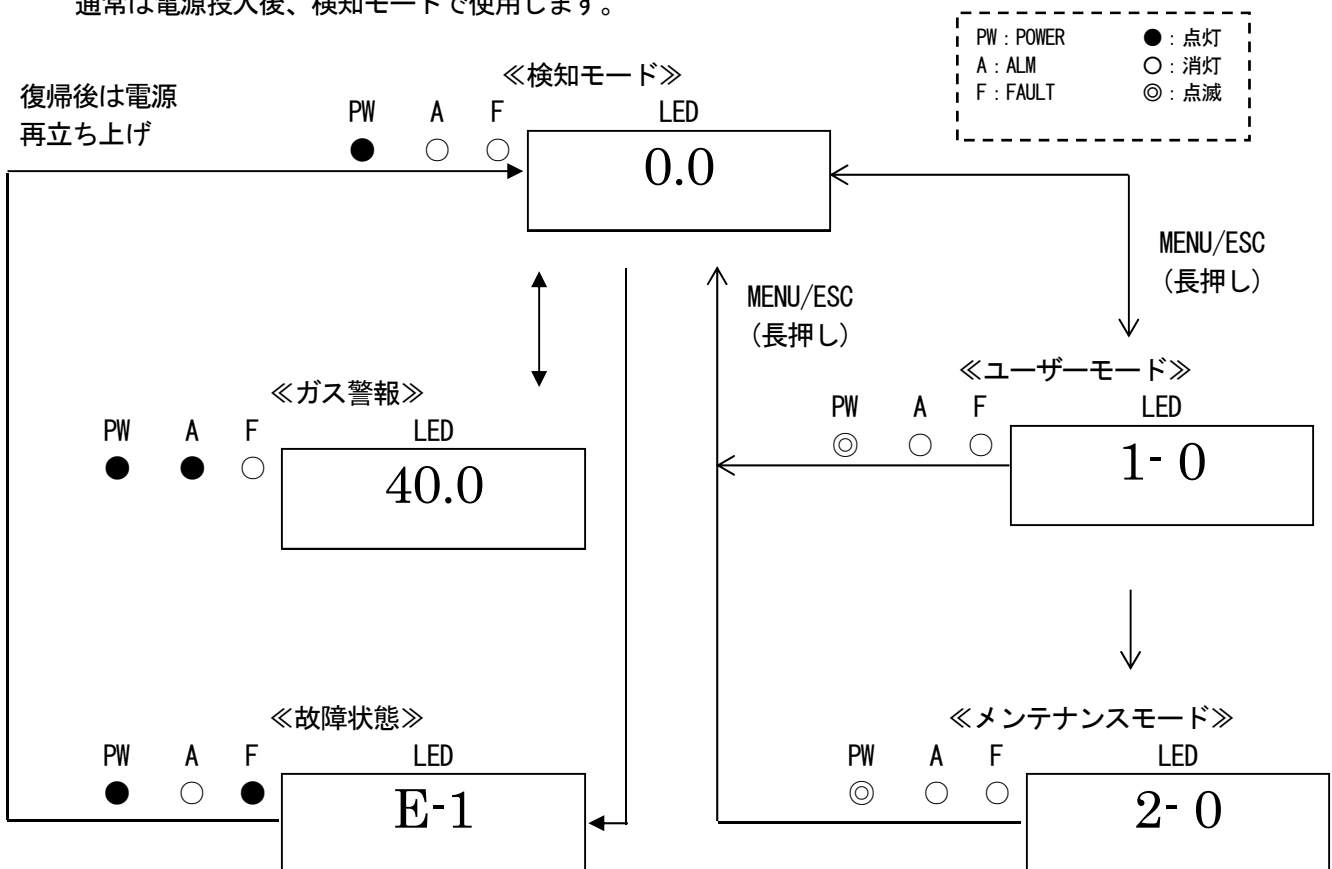 通常は電源投入後、検知モードで使用します。
PW：POWER ●：点灯
A：ALM ○：消灯
F：FAULT ◎：点滅
≪検知モード≫
復帰後は電源
再立ち上げ
PW A F LED
● ○ ○ 0.0
MENU/ESC
（長押し）
MENU/ESC
（長押し）
≪ガス警報≫
PW A F LED
● ● ○ 40.0
≪ユーザーモード≫
PW A F LED
◎ ○ ○ 1- 0
≪故障状態≫
PW A F LED
● ○ ● E-1
≪メンテナンスモード≫
PW A F LED
◎ ○ ○ 2- 0